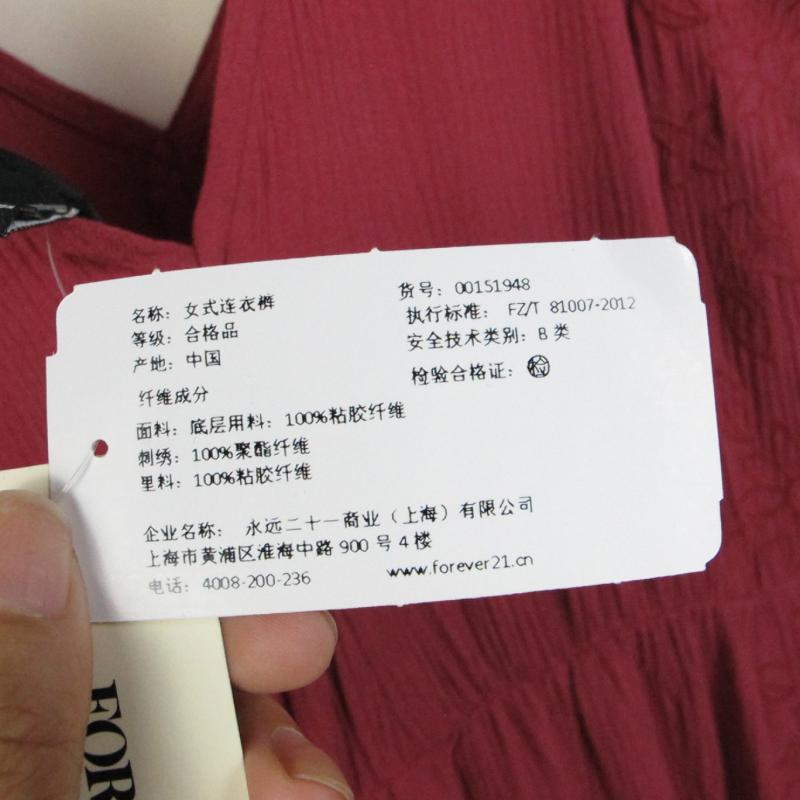 名称：女式连衣裤
等级：合格品
产地：中国
货号：00151948
执行标准：FZ/T 81007-2012
安全技术类别：B 类
检验合格证：检
纤维成分
面料：底层用料：100%粘胶纤维
刺绣：100%聚酯纤维
里料：100%粘胶纤维
企业名称：永远二十一商业（上海）有限公司
上海市黄浦区淮海中路 900 号 4 楼
电话：4008-200-236
www.forever21.cn
FOR